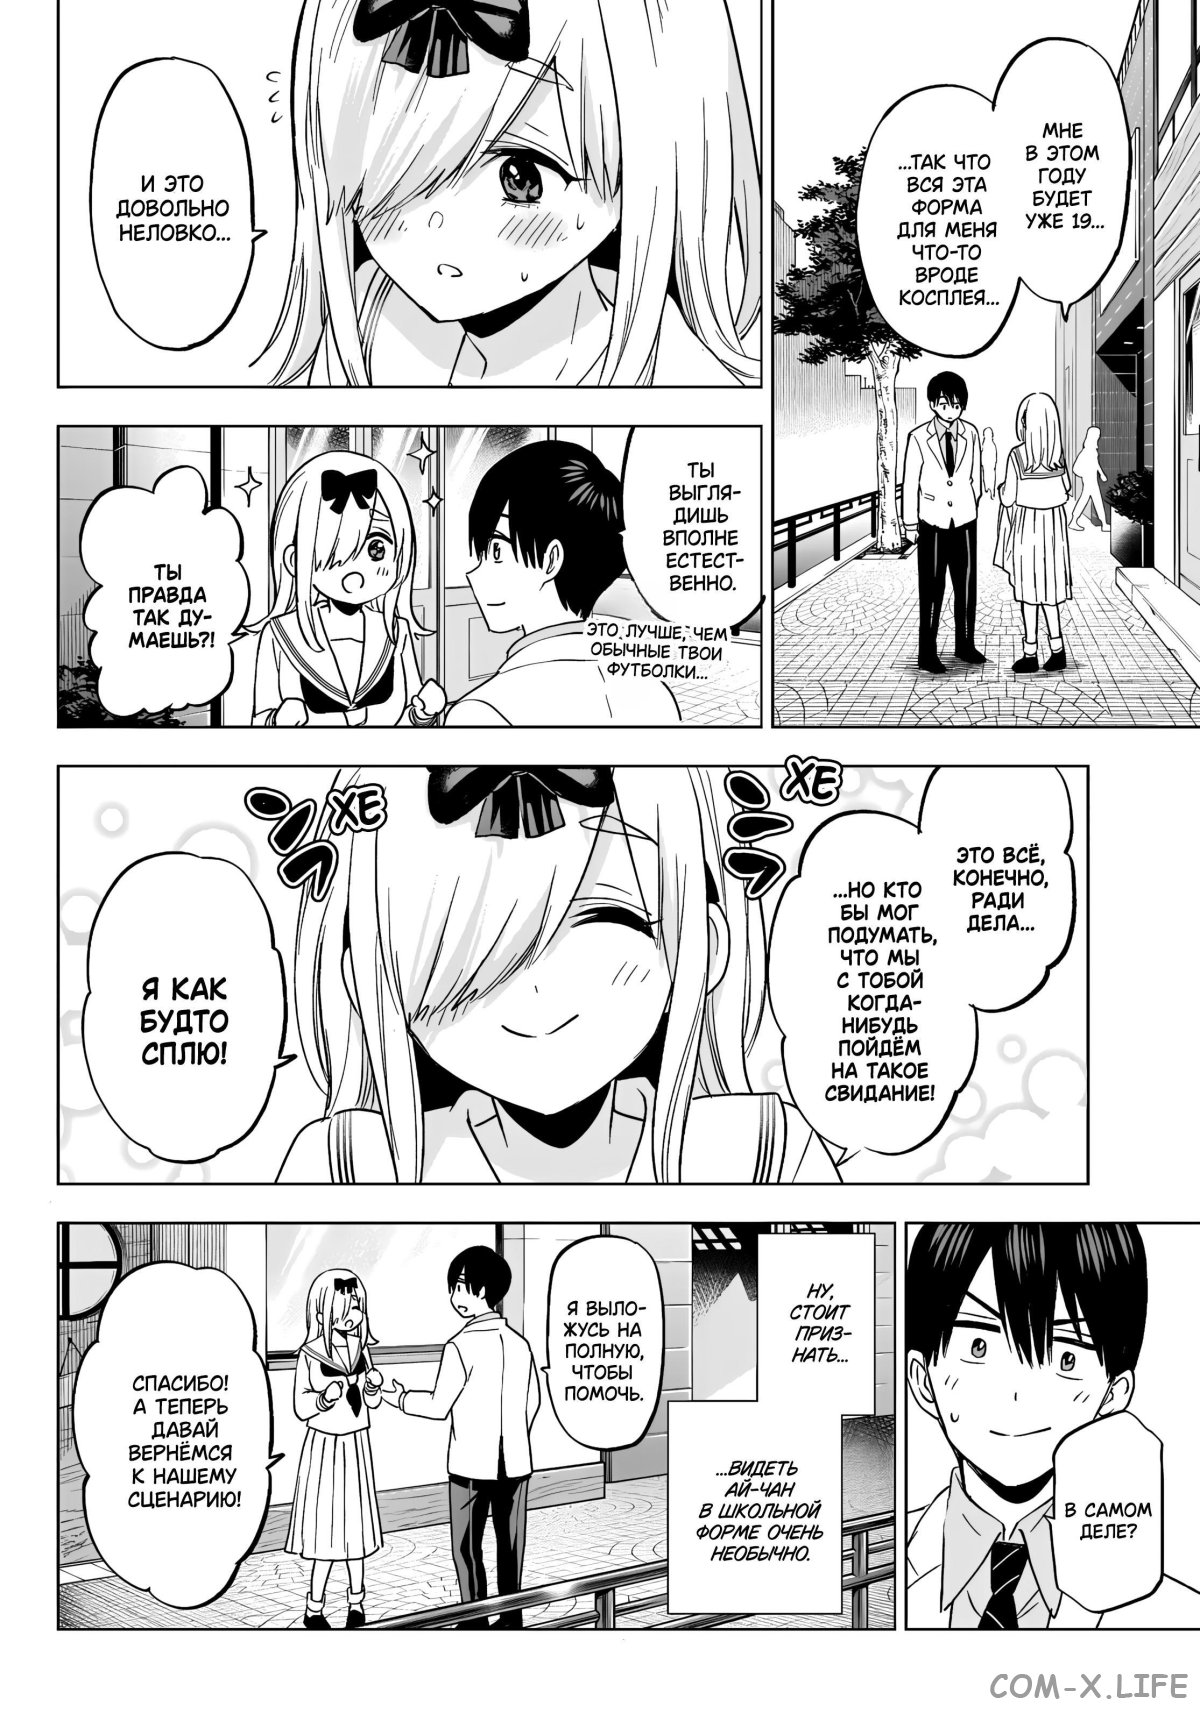 МНЕ
В ЭТОМ
ГОДУ
БУДЕТ
УЖЕ 19...
...ТАК ЧТО
ВСЯ ЭТА
ФОРМА
ДЛЯ МЕНЯ
ЧТО-ТО
ВРОДЕ
КОСПЛЕЯ...
И ЭТО
ДОВОЛЬНО
НЕЛОВКО...
ТЫ
ВЫГЛЯ-
ДИШЬ
ВПОЛНЕ
ЕСТЕСТ-
ВЕННО.
ЭТО ЛУЧШЕ, ЧЕМ
ОБЫЧНЫЕ ТВОИ
ФУТБОЛКИ...
ТЫ
ПРАВДА
ТАК ДУ-
МАЕШЬ?!
ЭТО ВСЁ,
КОНЕЧНО,
РАДИ
ДЕЛА...
...НО КТО
БЫ МОГ
ПОДУМАТЬ,
ЧТО МЫ
С ТОБОЙ
КОГДА-
НИБУДЬ
ПОЙДЁМ
НА ТАКОЕ
СВИДАНИЕ!
ХЕ
ХЕ
Я КАК
БУДТО
СПЛЮ!
В САМОМ
ДЕЛЕ?
НУ,
СТОИТ
ПРИЗ-
НАТЬ...
...ВИДЕТЬ
АЙ-ЧАН
В ШКОЛЬНОЙ
ФОРМЕ ОЧЕНЬ
НЕОБЫЧНО.
Я ВЫЛО-
ЖУСЬ НА
ПОЛНУЮ,
ЧТОБЫ
ПОМОЧЬ.
СПАСИБО!
А ТЕПЕРЬ
ДАВАЙ
ВЕРНЁМСЯ
К НАШЕМУ
СЦЕНАРИЮ!
COM-X.LIFE